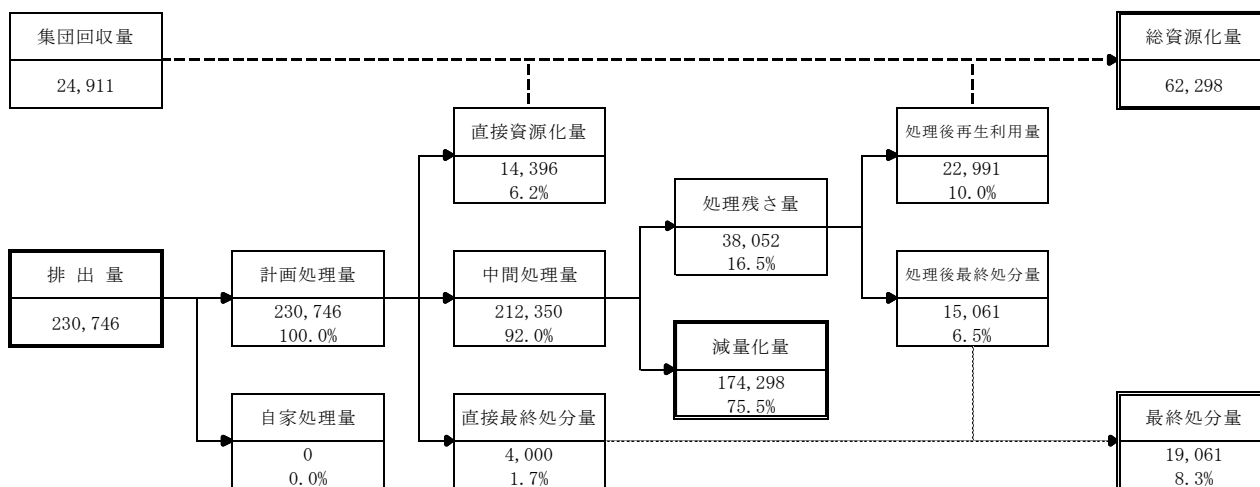 集団回収量
24,911
総資源化量
62,298
直接資源化量
14,396
6.2%
処理後再生利用量
22,991
10.0%
処理残さ量
38,052
16.5%
排 出 量
230,746
計画処理量
230,746
100.0%
中間処理量
212,350
92.0%
処理後最終処分量
15,061
6.5%
減量化量
174,298
75.5%
自家処理量
0
0.0%
直接最終処分量
4,000
1.7%
最終処分量
19,061
8.3%